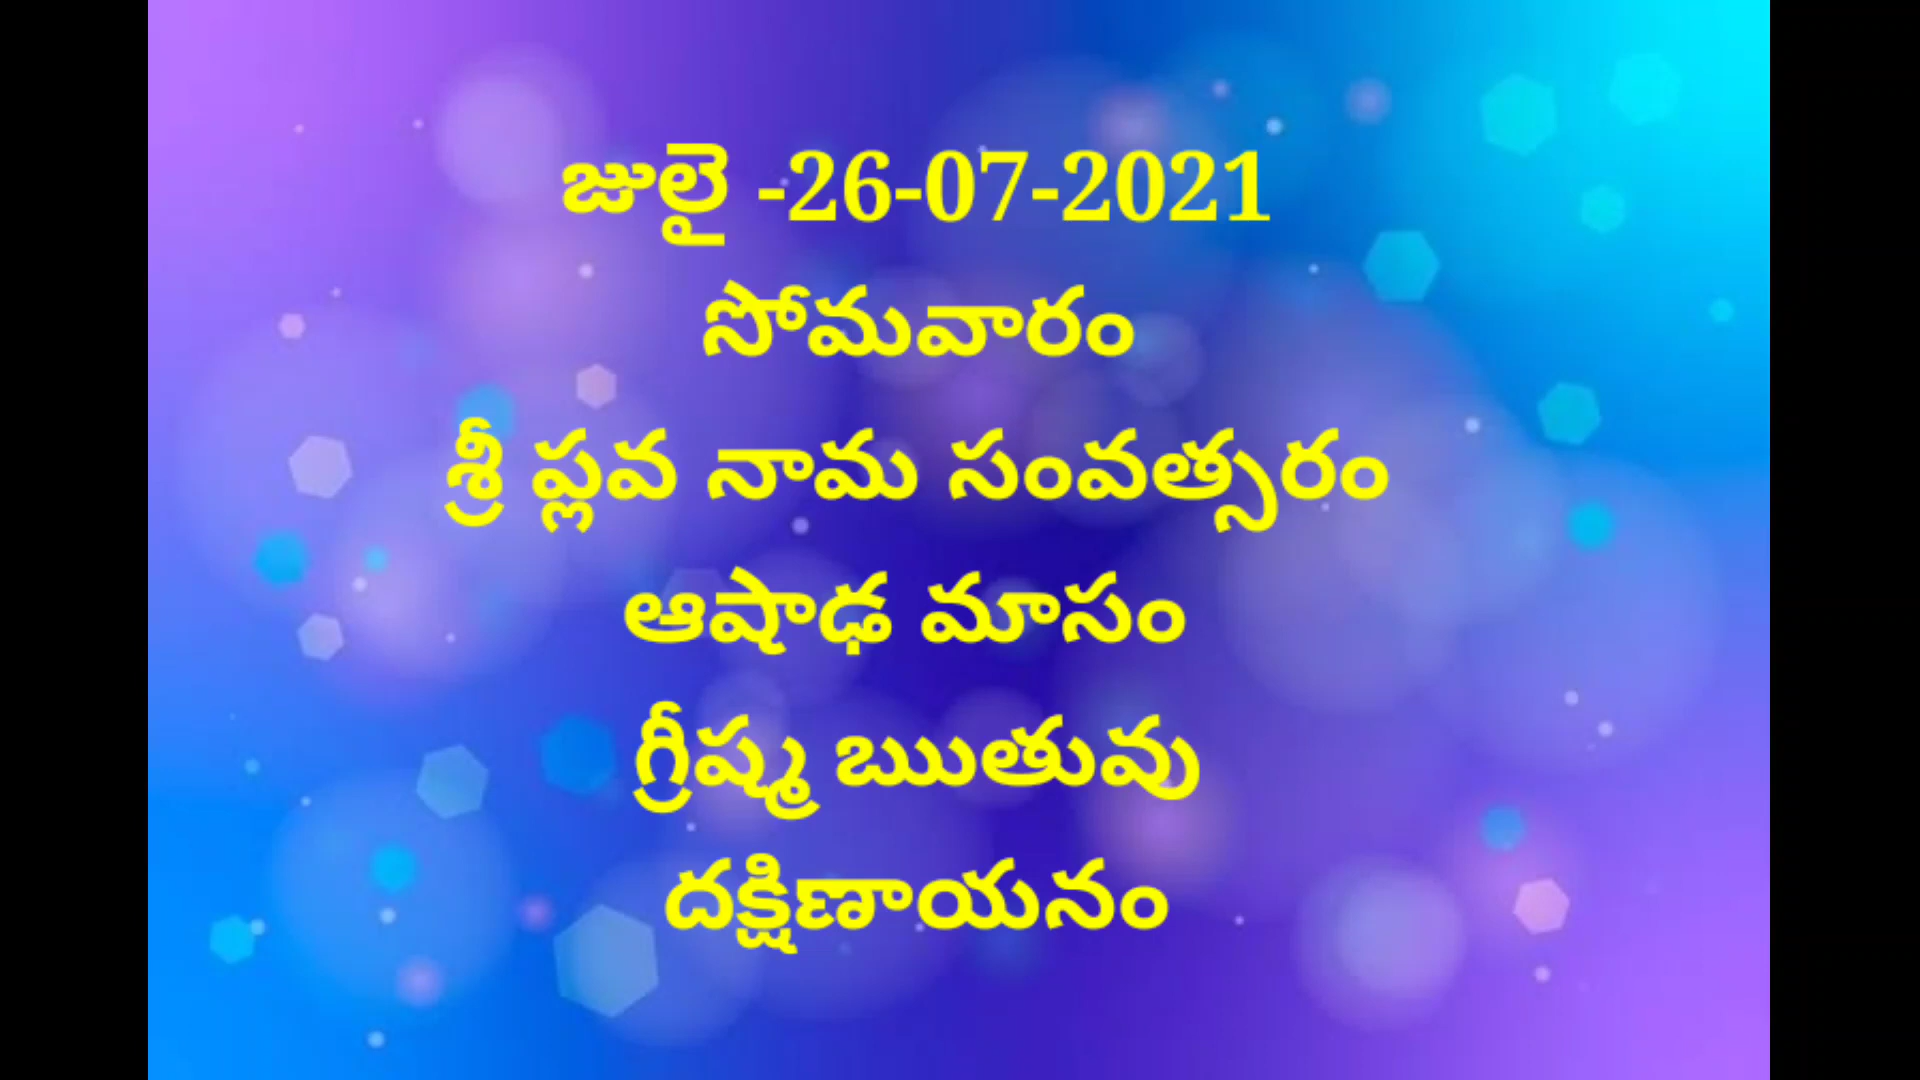 జులై -26-07-2021
సోమవారం
శ్రీ ప్లవ నామ సంవత్సరం
ఆషాఢ మాసం
గ్రీష్మ ఋతువు
దక్షిణాయనం